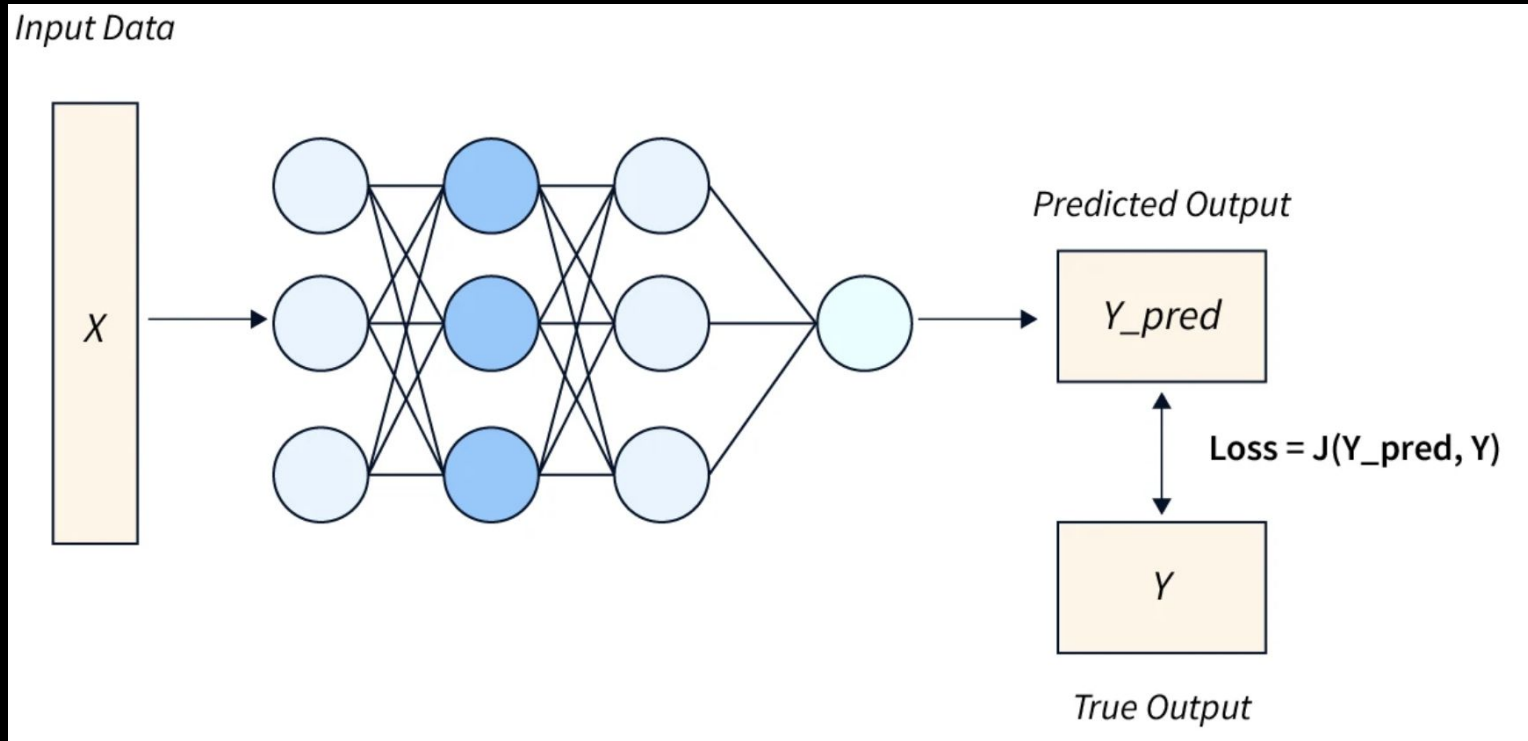 Input Data
X
Predicted Output
Y_pred
Loss = J(Y_pred, Y)
Y
True Output